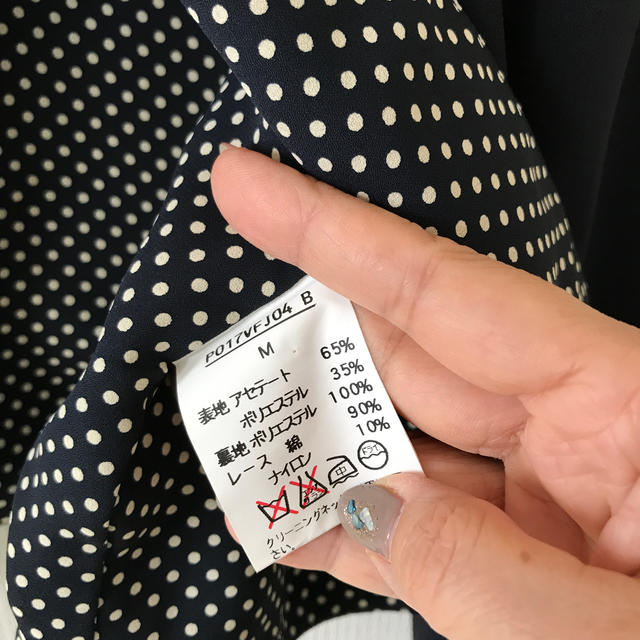 P017VFJ04 B
M
表地 アセテート 65%
ポリエステル 35%
裏地 ポリエステル 100%
レース 綿 90%
ナイロン 10%
クリーニングネッ
さい。